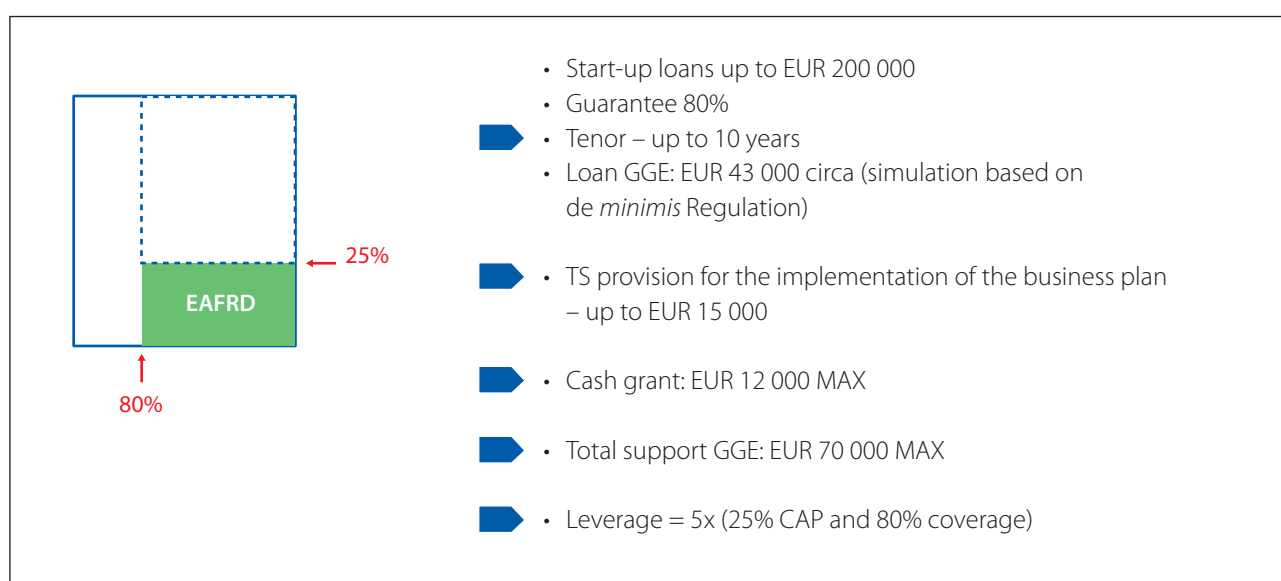 • Start-up loans up to EUR 200 000
• Guarantee 80%
• Tenor – up to 10 years
• Loan GGE: EUR 43 000 circa (simulation based on
de minimis Regulation)
25%
EAFRD
80%
• TS provision for the implementation of the business plan
– up to EUR 15 000
• Cash grant: EUR 12 000 MAX
• Total support GGE: EUR 70 000 MAX
• Leverage = 5x (25% CAP and 80% coverage)